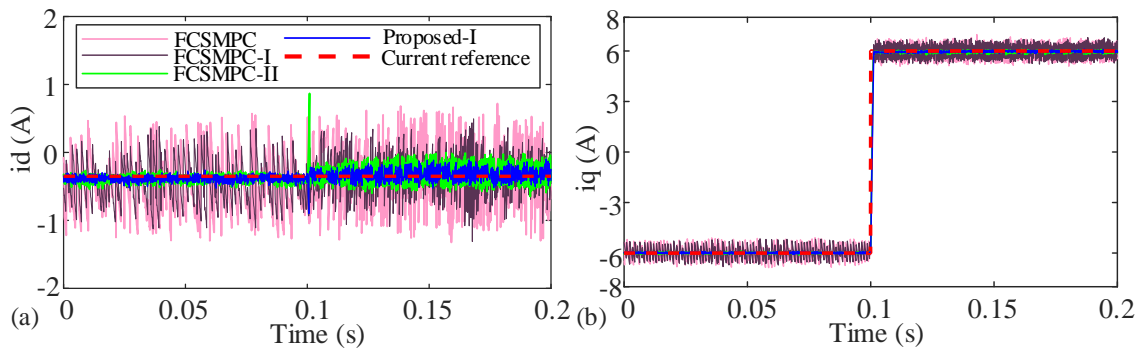 2
1
0
-1
-2
id (A)
FCSMPC
FCSMPC-I
FCSMPC-II
Proposed-I
Current reference
0
0.05
0.1
0.15
0.2
Time (s)
(a)
8
6
3
0
-3
-6
-8
iq (A)
0
0.05
0.1
0.15
0.2
Time (s)
(b)